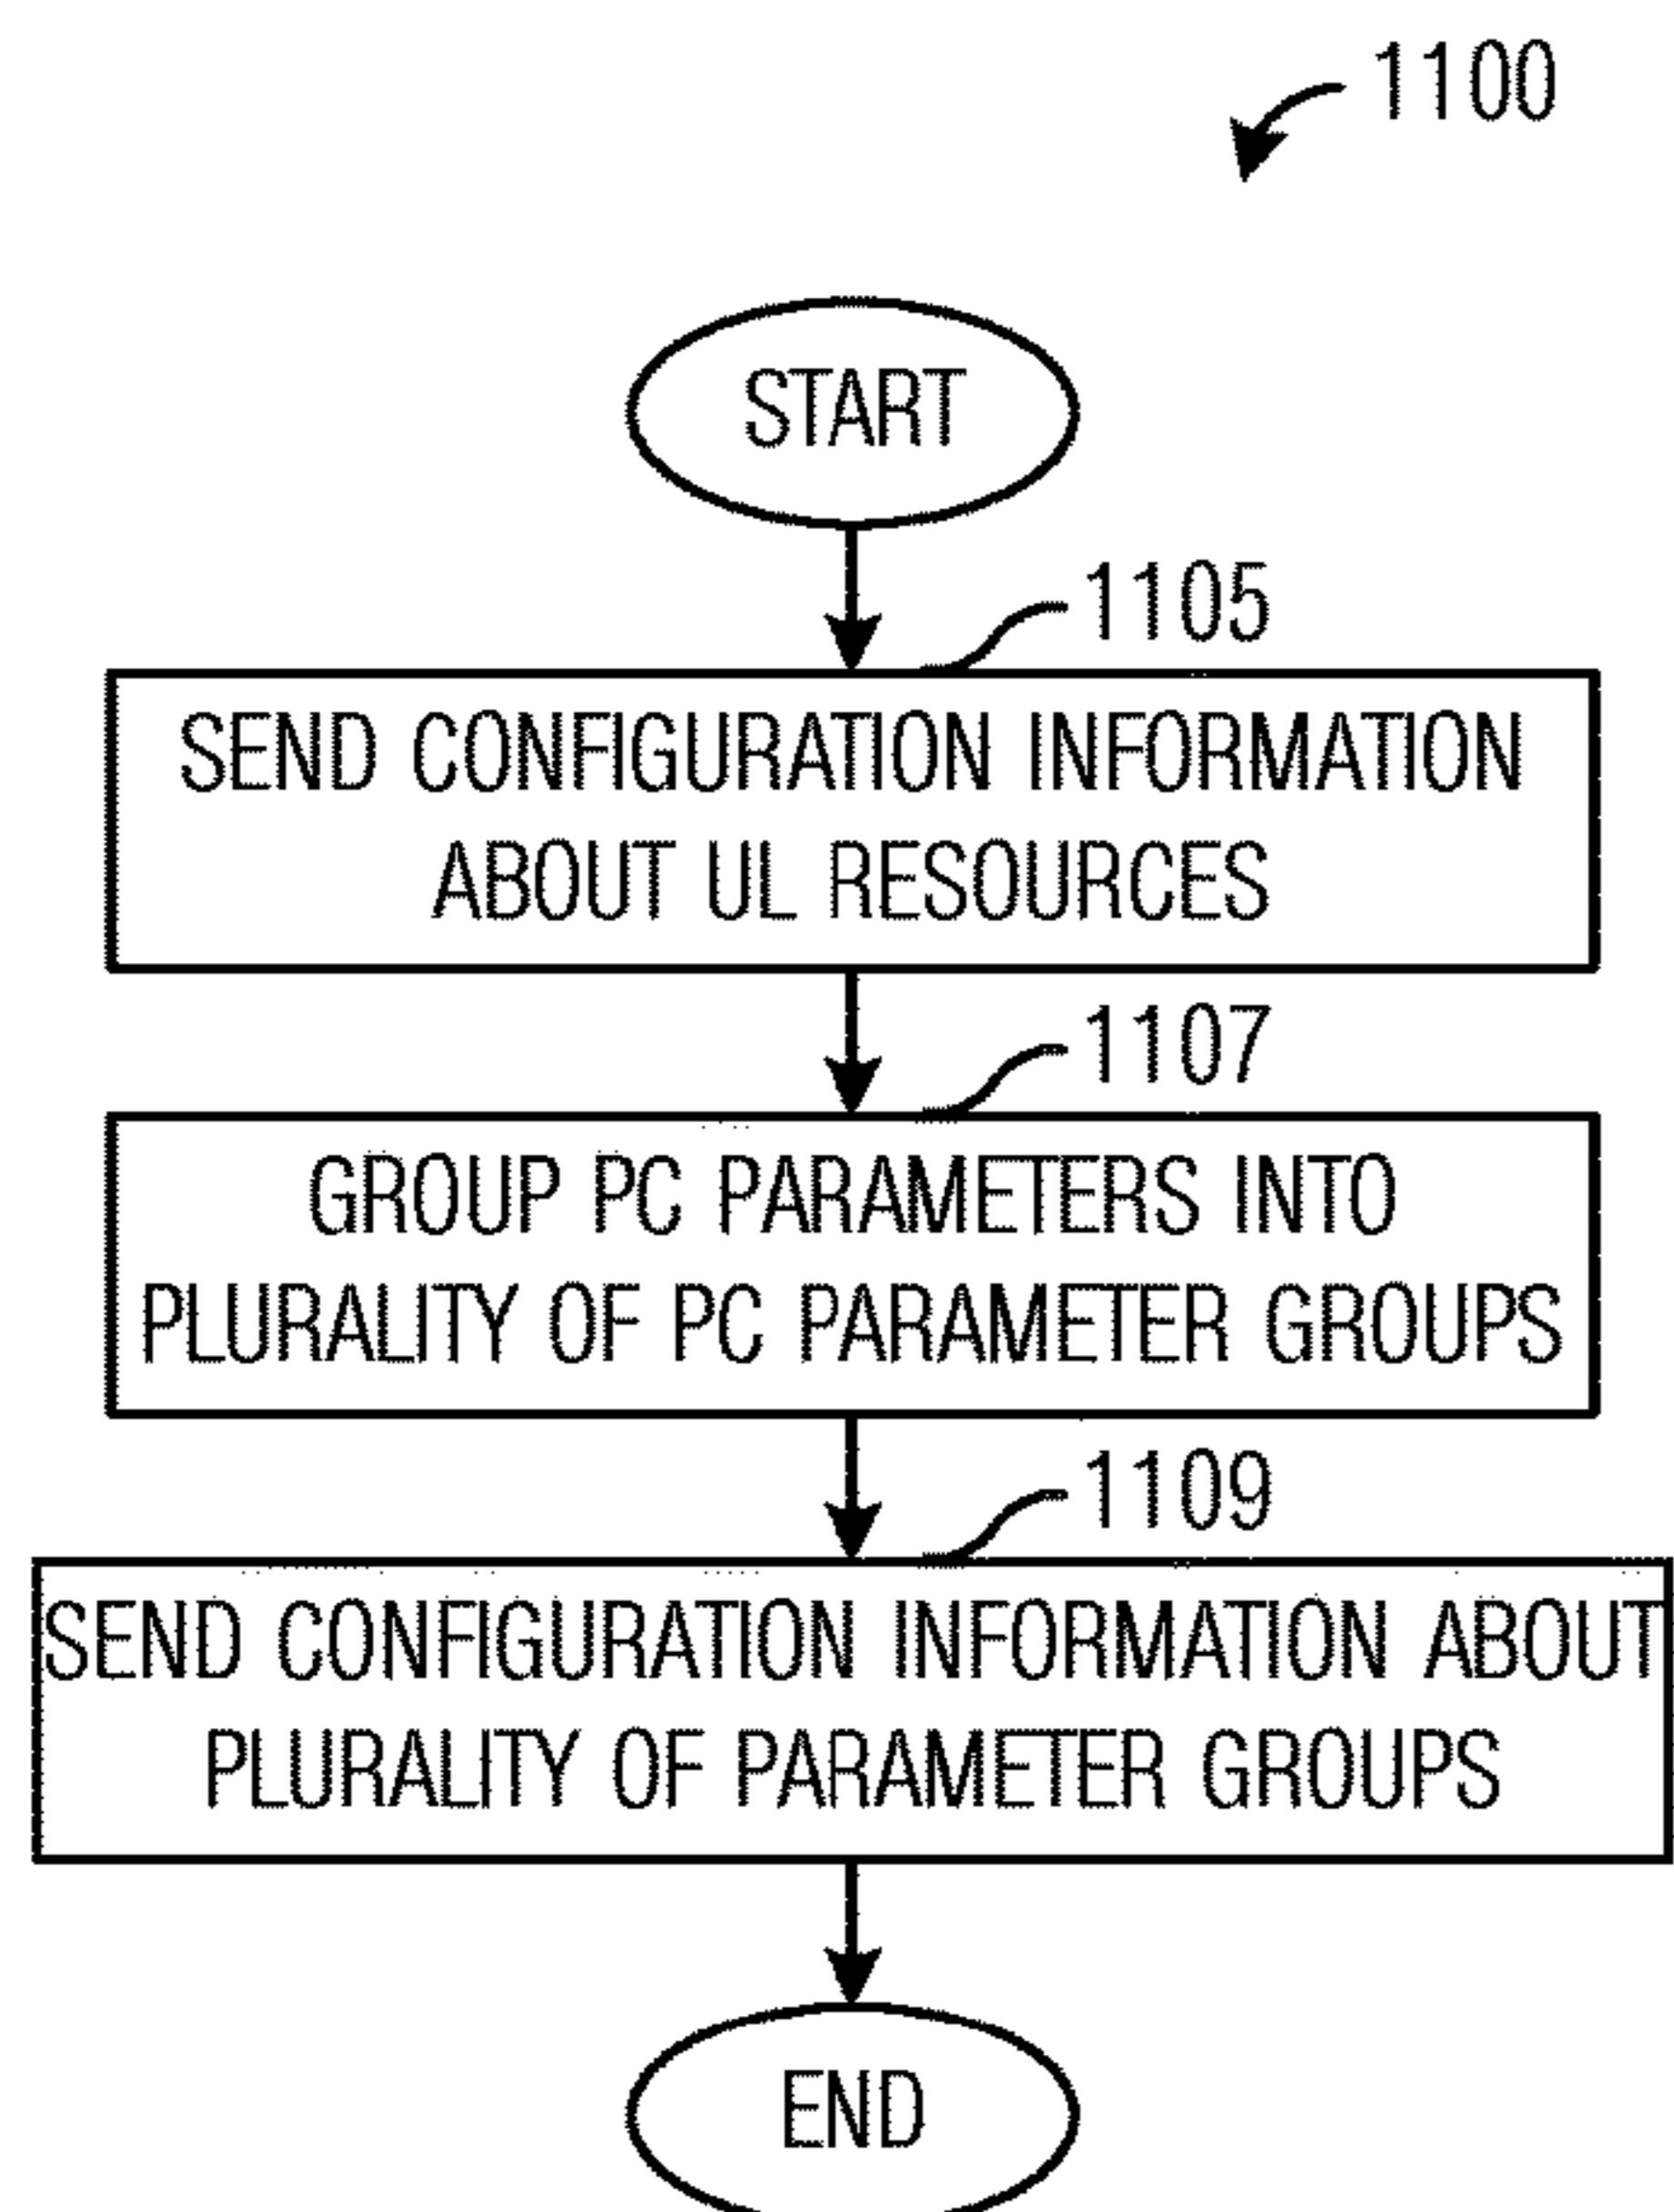 1100
START
1105
SEND CONFIGURATION INFORMATION
ABOUT UL RESOURCES
1107
GROUP PC PARAMETERS INTO
PLURALITY OF PC PARAMETER GROUPS
1109
SEND CONFIGURATION INFORMATION ABOUT
PLURALITY OF PARAMETER GROUPS
END